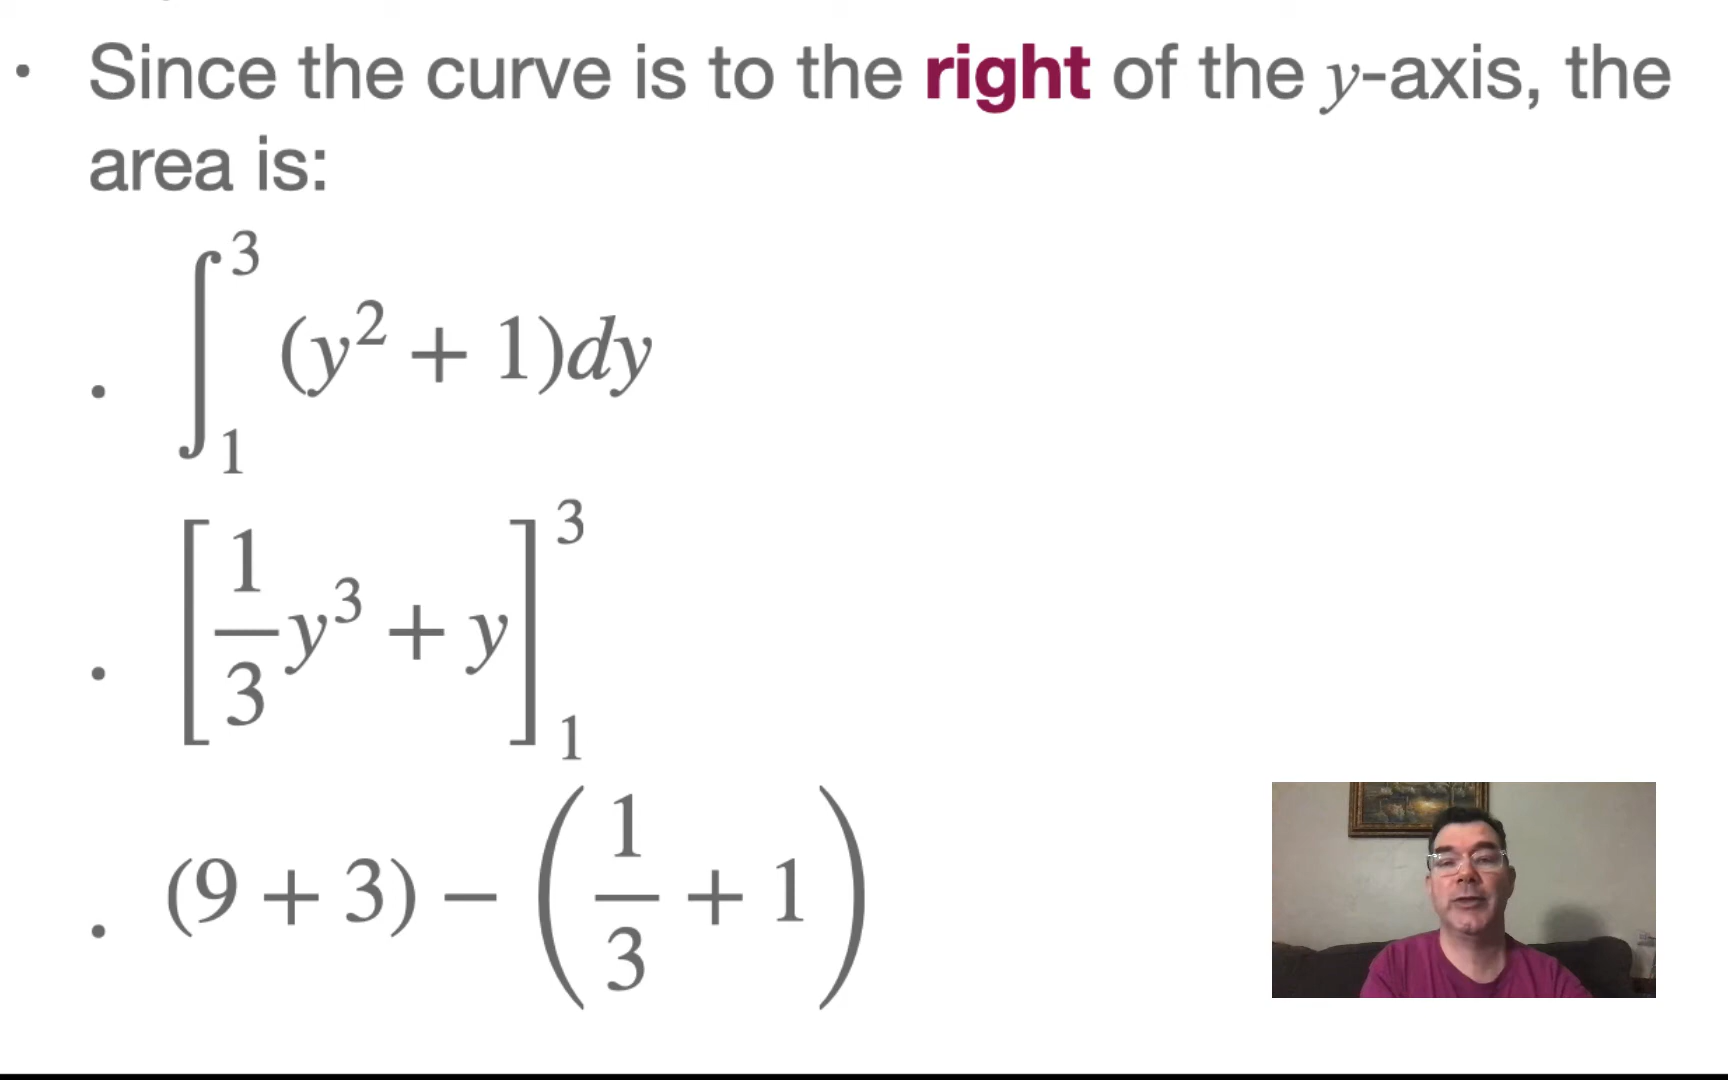 • Since the curve is to the right of the y-axis, the
area is:
• ∫₁³ (y² + 1)dy
• [1/3 y³ + y]₁³
• (9 + 3) − (1/3 + 1)